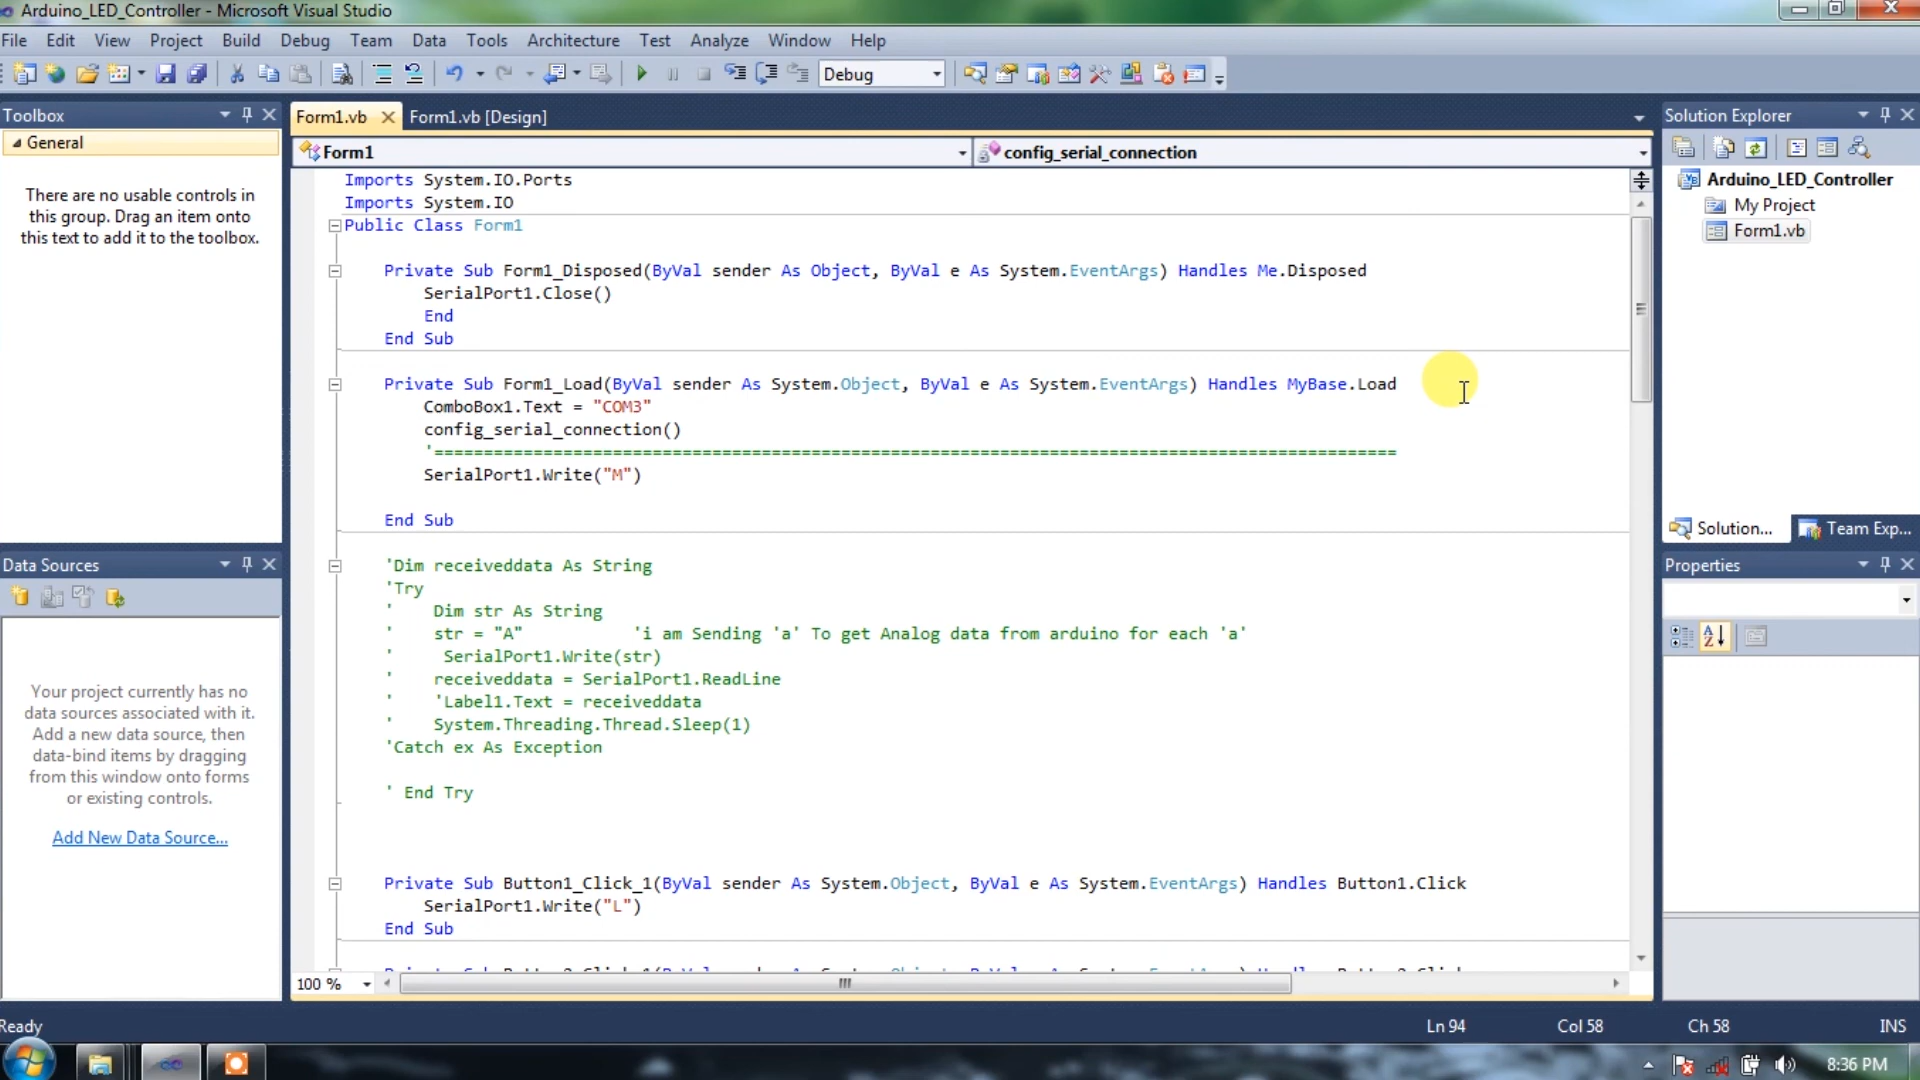 Arduino_LED_Controller - Microsoft Visual Studio
File Edit View Project Build Debug Team Data Tools Architecture Test Analyze Window Help
Debug
Toolbox
General
There are no usable controls in
this group. Drag an item onto
this text to add it to the toolbox.
Data Sources
Your project currently has no
data sources associated with it.
Add a new data source, then
data-bind items by dragging
from this window onto forms
or existing controls.
Add New Data Source...
Form1.vb Form1.vb [Design]
Form1 config_serial_connection
Imports System.IO.Ports
Imports System.IO
Public Class Form1
Private Sub Form1_Disposed(ByVal sender As Object, ByVal e As System.EventArgs) Handles Me.Disposed
SerialPort1.Close()
End
End Sub
Private Sub Form1_Load(ByVal sender As System.Object, ByVal e As System.EventArgs) Handles MyBase.Load
ComboBox1.Text = "COM3"
config_serial_connection()
'=================================================================================================
SerialPort1.Write("M")
End Sub
'Dim receiveddata As String
'Try
'    Dim str As String
'    str = "A"           'i am Sending 'a' To get Analog data from arduino for each 'a'
'     SerialPort1.Write(str)
'    receiveddata = SerialPort1.ReadLine
'    'Label1.Text = receiveddata
'    System.Threading.Thread.Sleep(1)
'Catch ex As Exception
' End Try
Private Sub Button1_Click_1(ByVal sender As System.Object, ByVal e As System.EventArgs) Handles Button1.Click
SerialPort1.Write("L")
End Sub
100 %
Solution Explorer
Arduino_LED_Controller
My Project
Form1.vb
Solution... Team Exp...
Properties
Ready Ln 94 Col 58 Ch 58 INS
8:36 PM